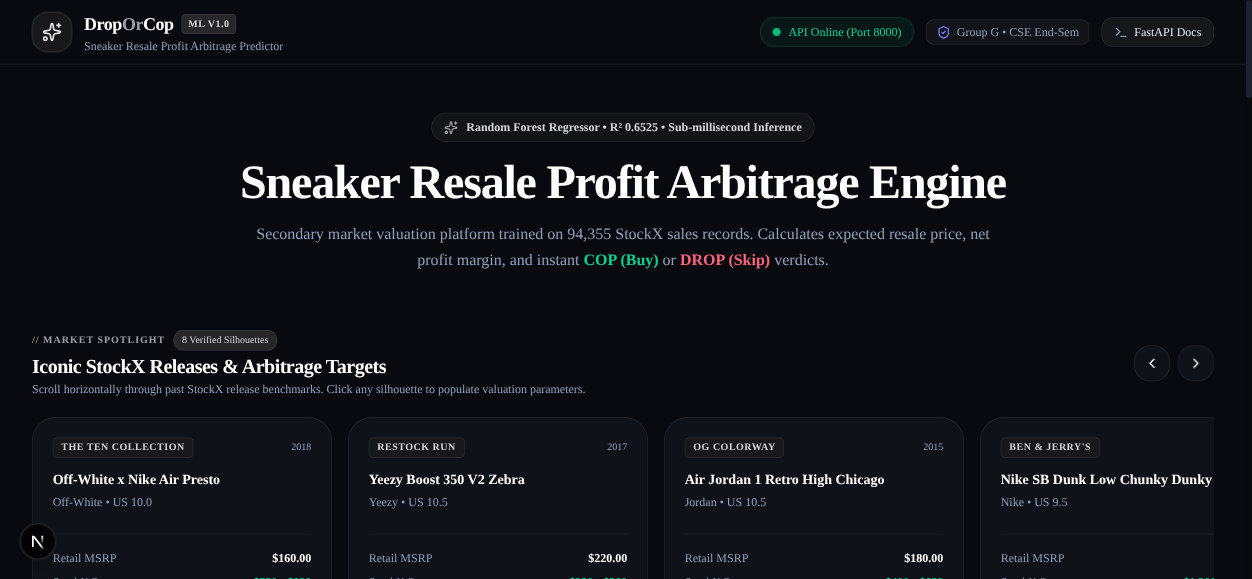 DropOrCop ML V1.0
Sneaker Resale Profit Arbitrage Predictor
API Online (Port 8000)
Group G • CSE End-Sem
FastAPI Docs
Random Forest Regressor • R² 0.6525 • Sub-millisecond Inference
Sneaker Resale Profit Arbitrage Engine
Secondary market valuation platform trained on 94,355 StockX sales records. Calculates expected resale price, net
profit margin, and instant COP (Buy) or DROP (Skip) verdicts.
// MARKET SPOTLIGHT 8 Verified Silhouettes
Iconic StockX Releases & Arbitrage Targets
Scroll horizontally through past StockX release benchmarks. Click any silhouette to populate valuation parameters.
THE TEN COLLECTION 2018
Off-White x Nike Air Presto
Off-White • US 10.0
Retail MSRP $160.00
RESTOCK RUN 2017
Yeezy Boost 350 V2 Zebra
Yeezy • US 10.5
Retail MSRP $220.00
OG COLORWAY 2015
Air Jordan 1 Retro High Chicago
Jordan • US 10.5
Retail MSRP $180.00
BEN & JERRY'S
Nike SB Dunk Low Chunky Dunky
Nike • US 9.5
Retail MSRP
N